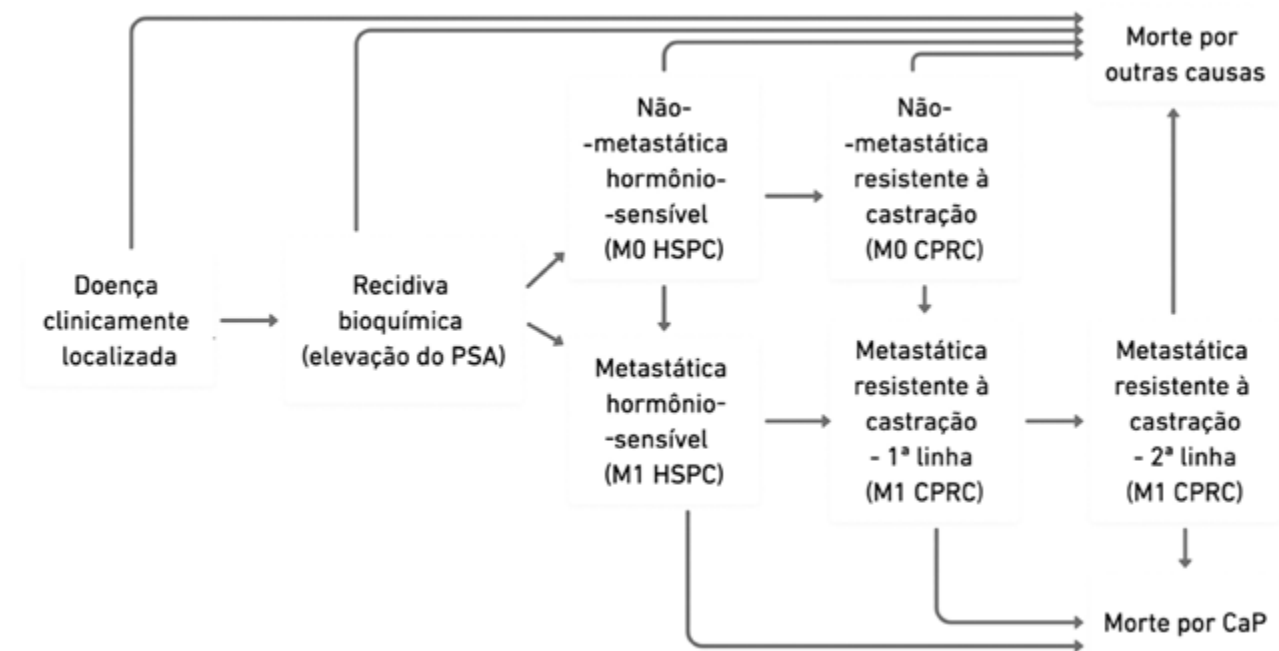 Doença
clinicamente
localizada
Recidiva
bioquímica
(elevação do PSA)
Não-
-metastática
hormônio-
-sensível
(M0 HSPC)
Metastática
hormônio-
-sensível
(M1 HSPC)
Não-
-metastática
resistente à
castração
(M0 CPRC)
Metastática
resistente à
castração
- 1ª linha
(M1 CPRC)
Morte por
outras causas
Metastática
resistente à
castração
- 2ª linha
(M1 CPRC)
Morte por CaP